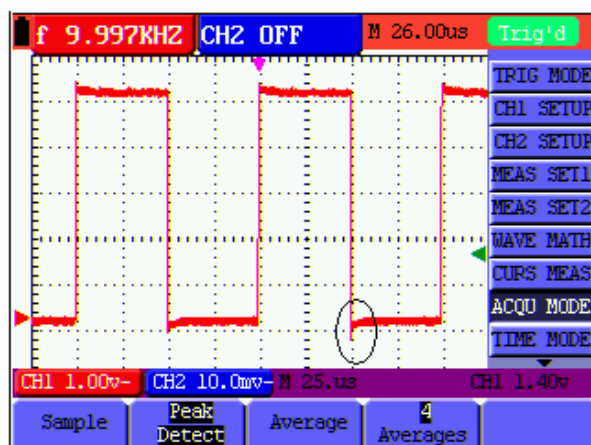 f 9.997KHZ CH2 OFF M 26.00us Trig'd
TRIG MODE
CH1 SETUP
CH2 SETUP
MEAS SET1
MEAS SET2
WAVE MATH
CURS MEAS
ACQU MODE
TIME MODE
CH1 1.00v- CH2 10.0mv- M 25.us CH1 1.40v
Sample
Peak
Detect
Average
4
Averages